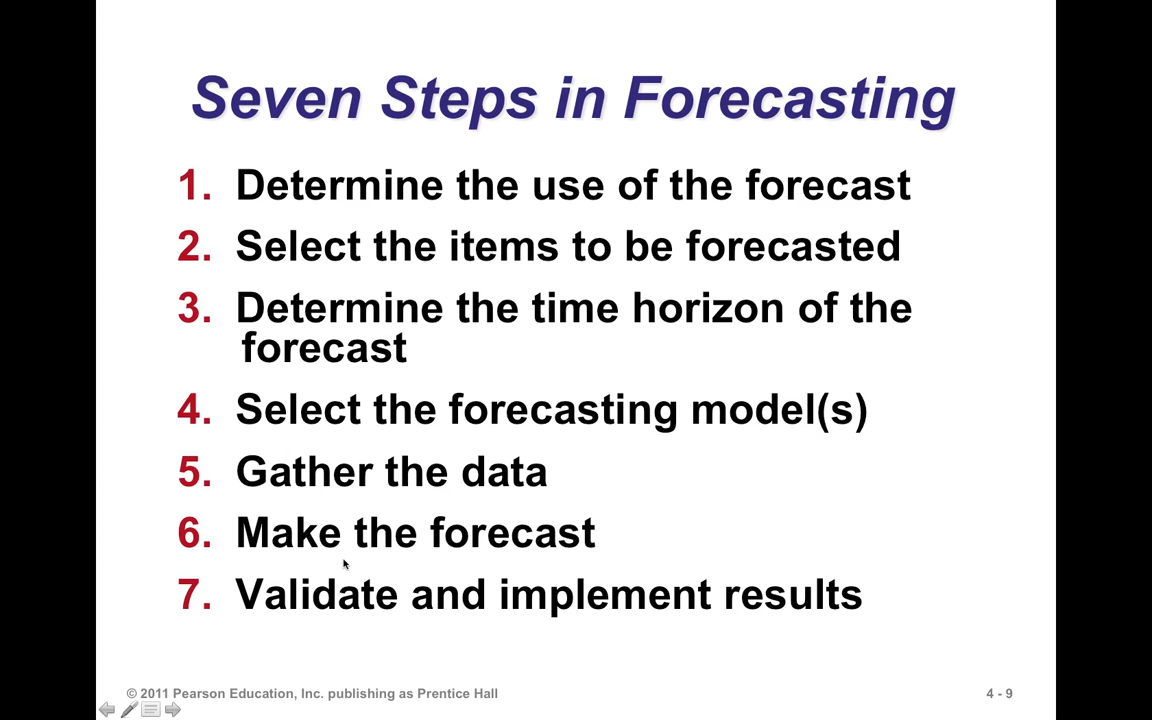 Seven Steps in Forecasting
1. Determine the use of the forecast
2. Select the items to be forecasted
3. Determine the time horizon of the
forecast
4. Select the forecasting model(s)
5. Gather the data
6. Make the forecast
7. Validate and implement results
© 2011 Pearson Education, Inc. publishing as Prentice Hall
4 - 9